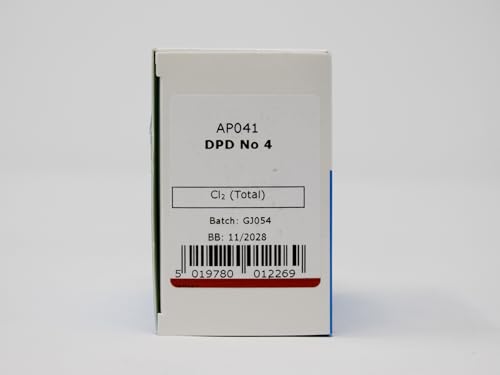 AP041
DPD No 4
Cl₂ (Total)
Batch: GJ054
BB: 11/2028
5 019780 012269